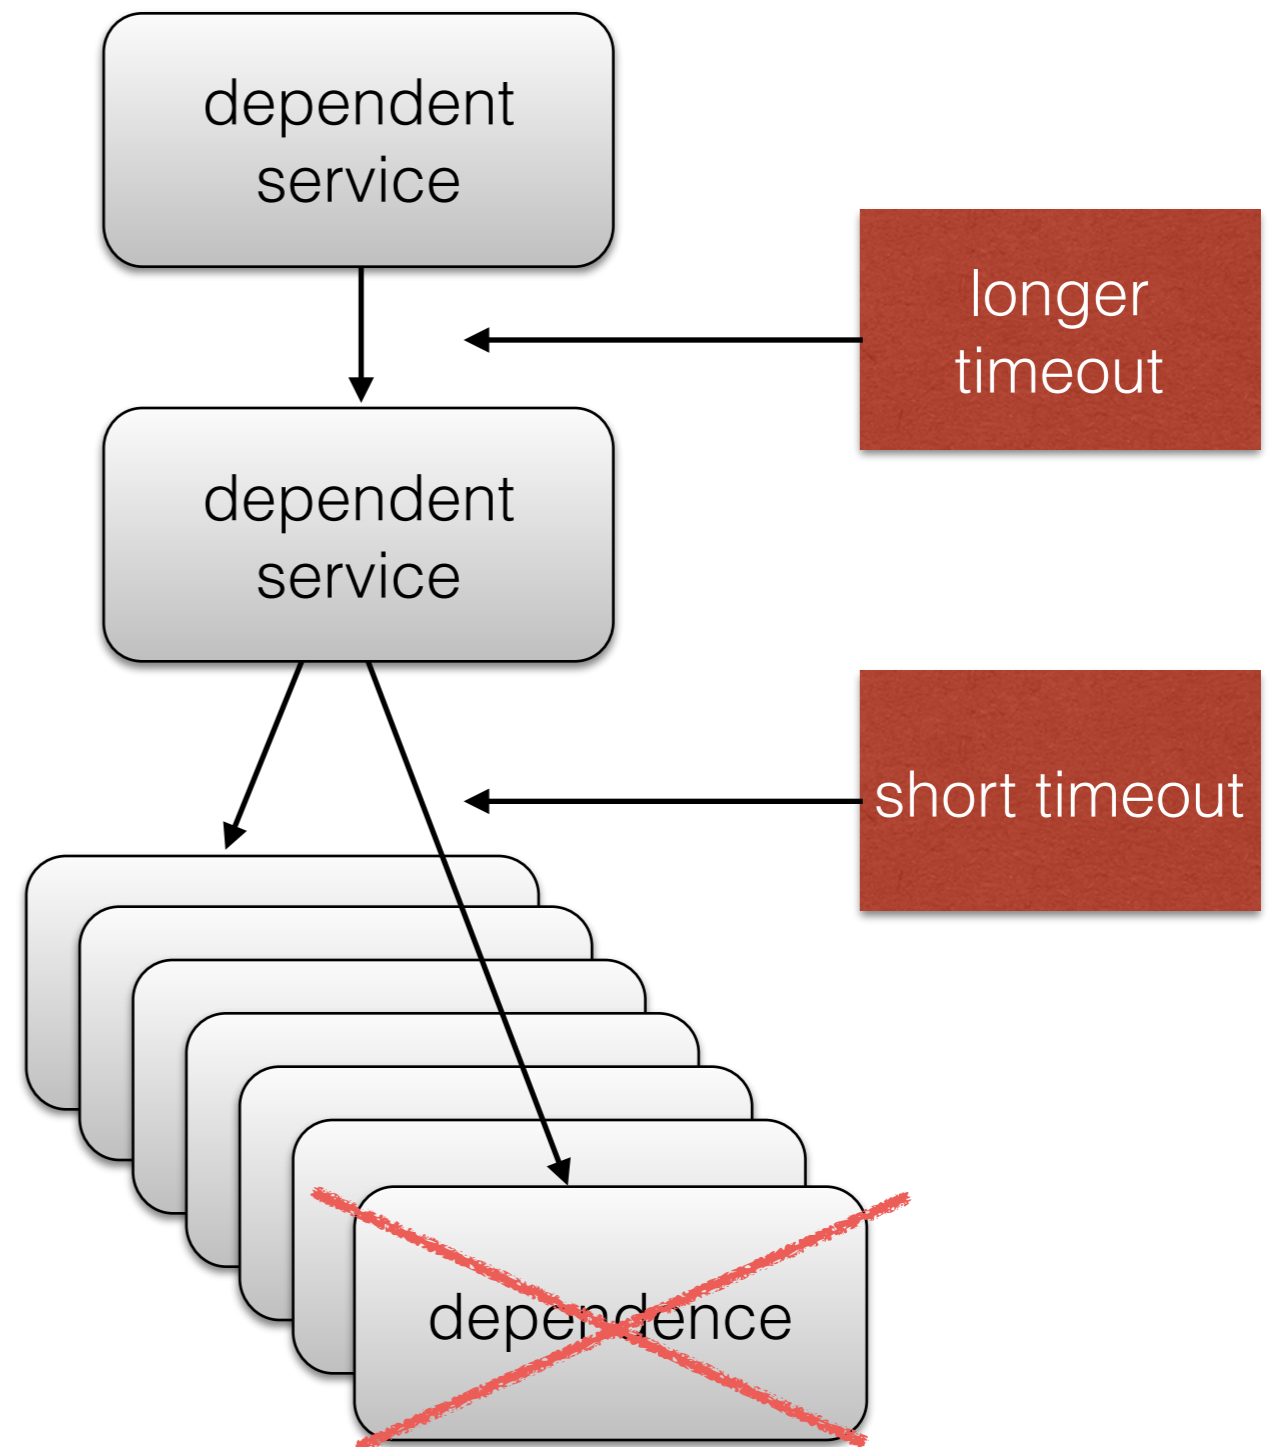 dependent
service
longer
timeout
dependent
service
short timeout
dependence